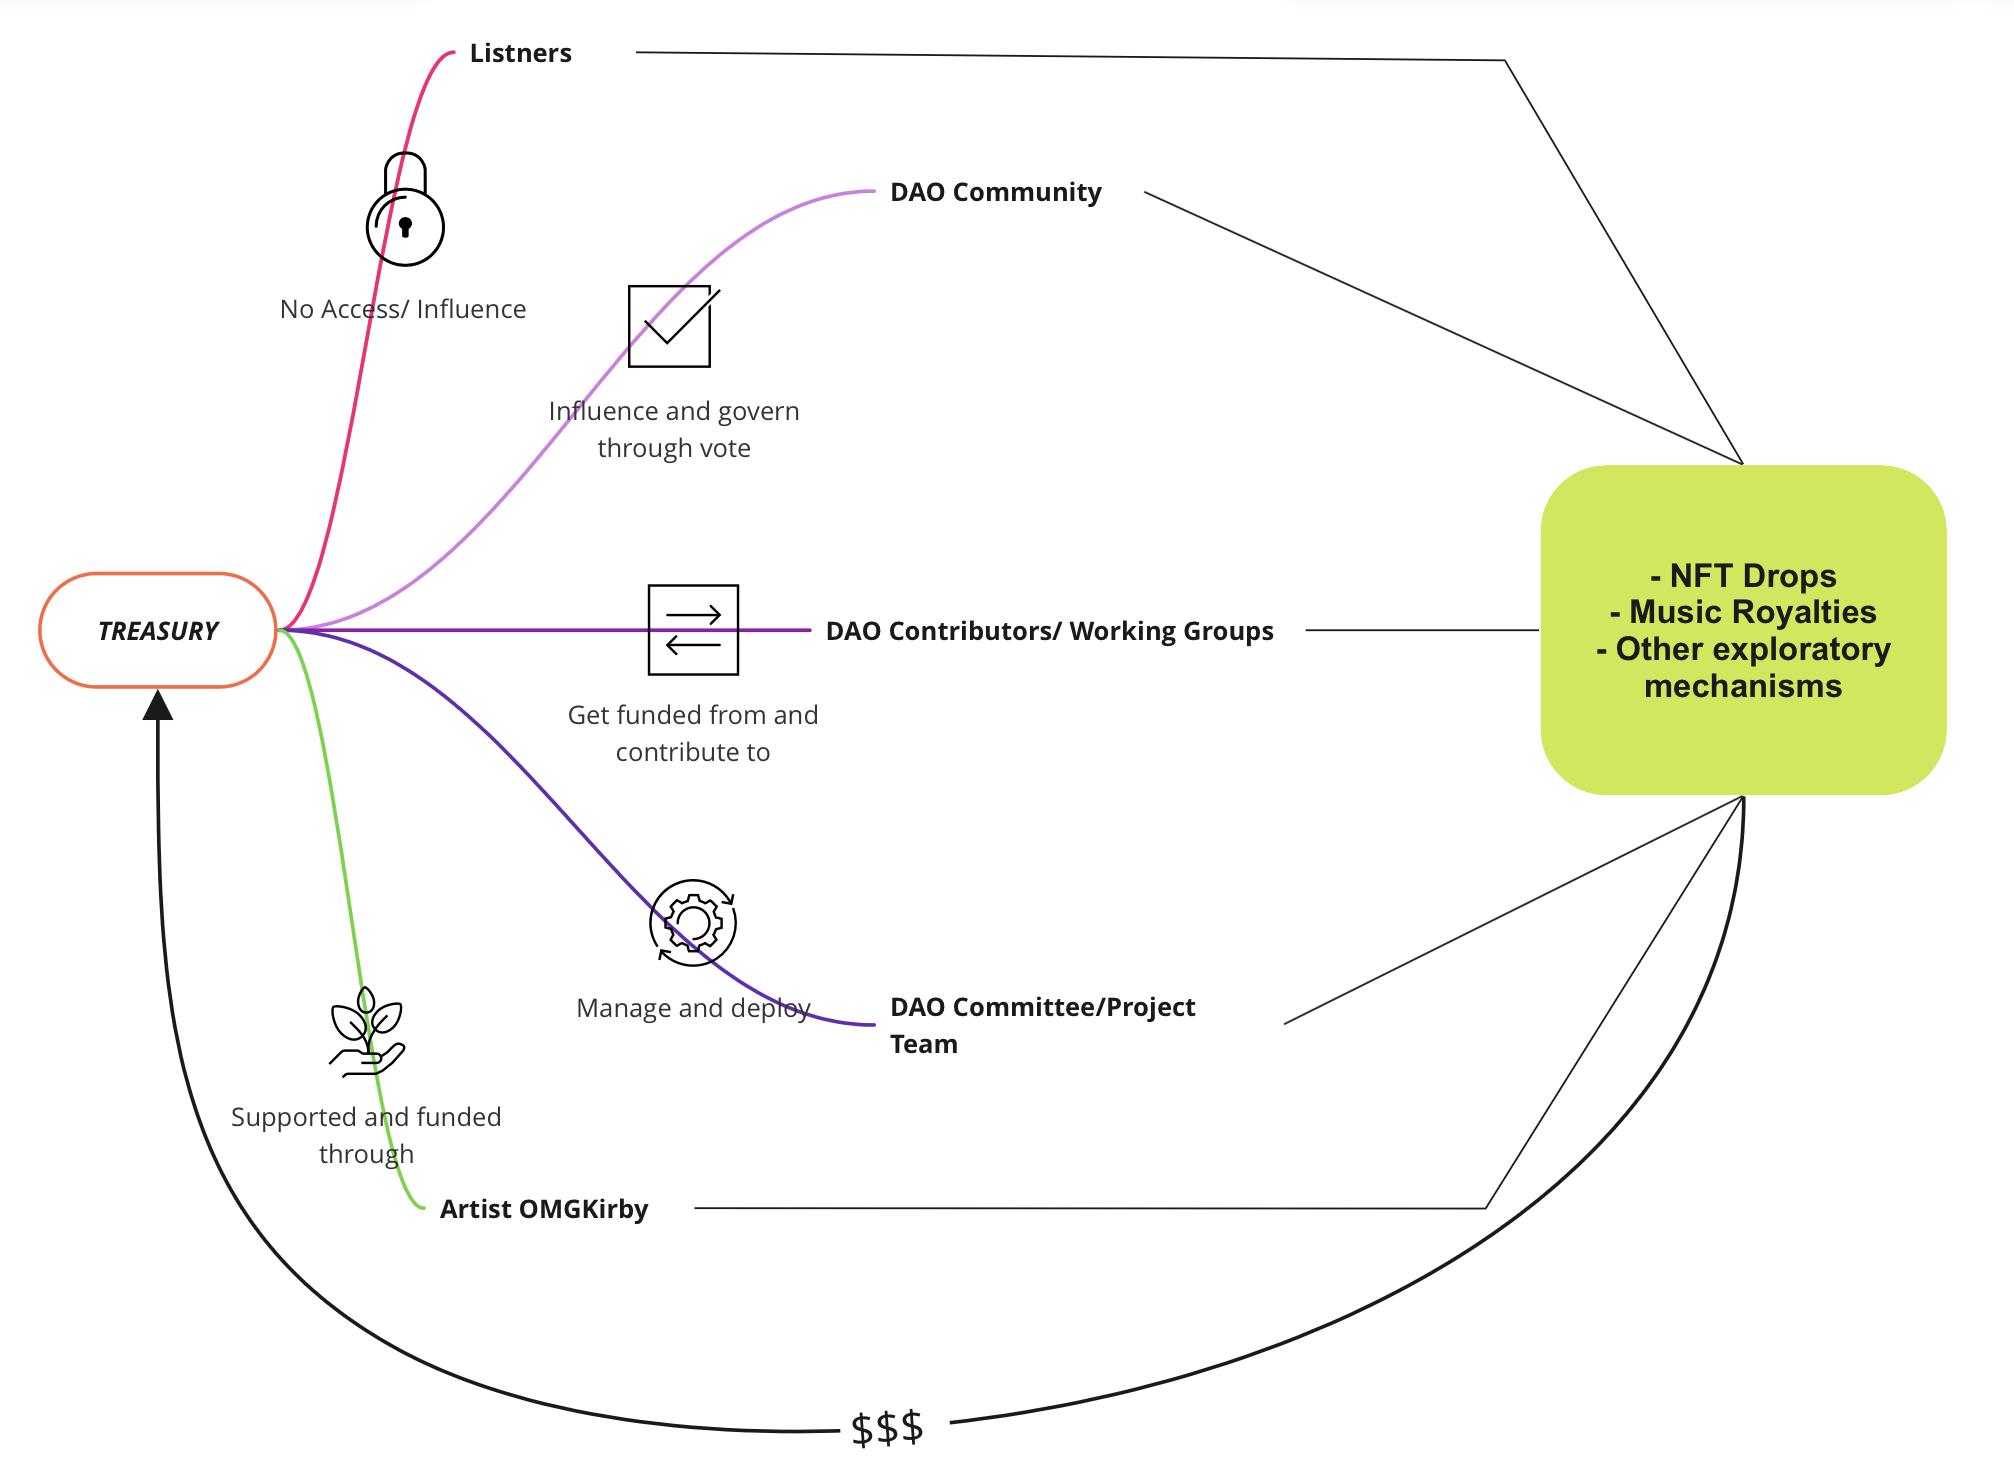 Listners
DAO Community
No Access/ Influence
Influence and govern
through vote
TREASURY
DAO Contributors/ Working Groups
- NFT Drops
- Music Royalties
- Other exploratory
mechanisms
Get funded from and
contribute to
Manage and deploy
DAO Committee/Project
Team
Supported and funded
through
Artist OMGKirby
$$$